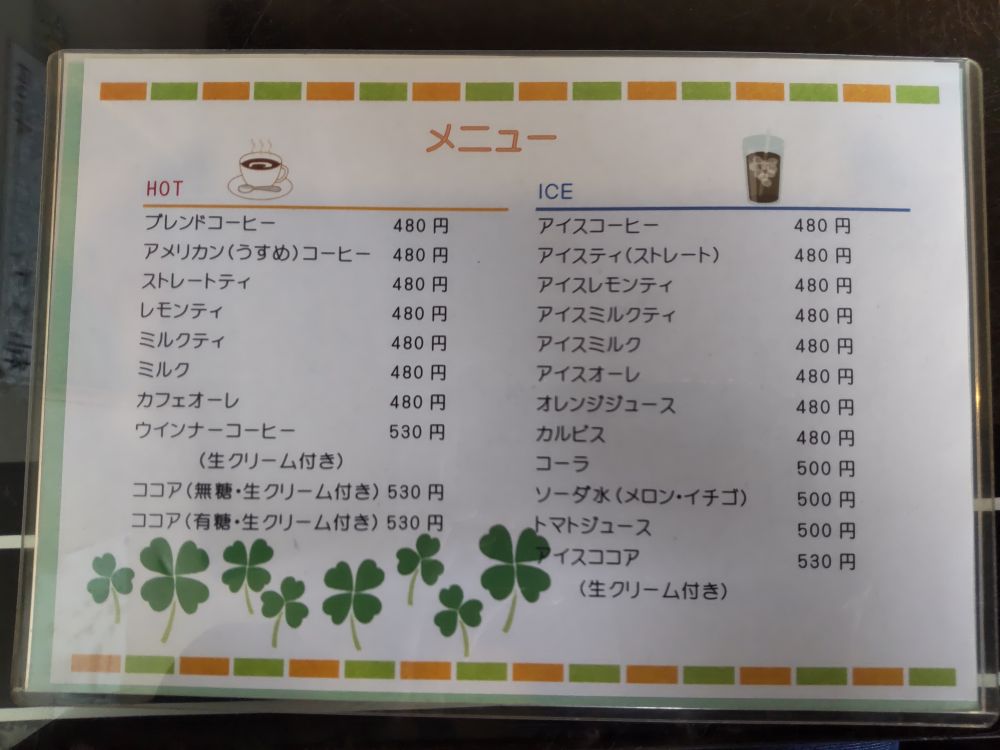 メニュー
HOT
ブレンドコーヒー 480円
アメリカン(うすめ)コーヒー 480円
ストレートティ 480円
レモンティ 480円
ミルクティ 480円
ミルク 480円
カフェオーレ 480円
ウインナーコーヒー 530円
(生クリーム付き)
ココア(無糖・生クリーム付き) 530円
ココア(有糖・生クリーム付き) 530円
ICE
アイスコーヒー 480円
アイスティ(ストレート) 480円
アイスレモンティ 480円
アイスミルクティ 480円
アイスミルク 480円
アイスオーレ 480円
オレンジジュース 480円
カルピス 480円
コーラ 500円
ソーダ水(メロン・イチゴ) 500円
トマトジュース 500円
アイスココア 530円
(生クリーム付き)